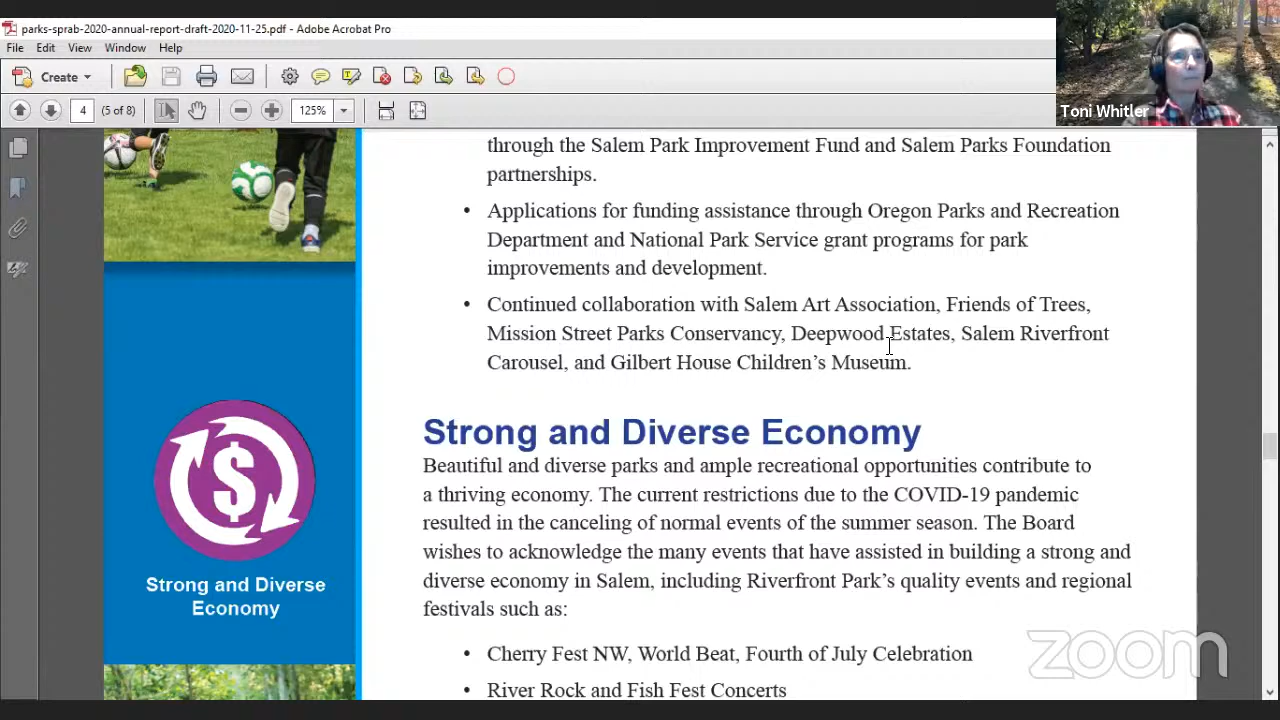 parks-sprab-2020-annual-report-draft-2020-11-25.pdf - Adobe Acrobat Pro
File Edit View Window Help
Create
4 (5 of 8) 125%
Toni Whitler
through the Salem Park Improvement Fund and Salem Parks Foundation
partnerships.
• Applications for funding assistance through Oregon Parks and Recreation
Department and National Park Service grant programs for park
improvements and development.
• Continued collaboration with Salem Art Association, Friends of Trees,
Mission Street Parks Conservancy, Deepwood Estates, Salem Riverfront
Carousel, and Gilbert House Children’s Museum.
Strong and Diverse Economy
Beautiful and diverse parks and ample recreational opportunities contribute to
a thriving economy. The current restrictions due to the COVID-19 pandemic
resulted in the canceling of normal events of the summer season. The Board
wishes to acknowledge the many events that have assisted in building a strong and
diverse economy in Salem, including Riverfront Park’s quality events and regional
festivals such as:
• Cherry Fest NW, World Beat, Fourth of July Celebration
• River Rock and Fish Fest Concerts
$
Strong and Diverse
Economy
zoom